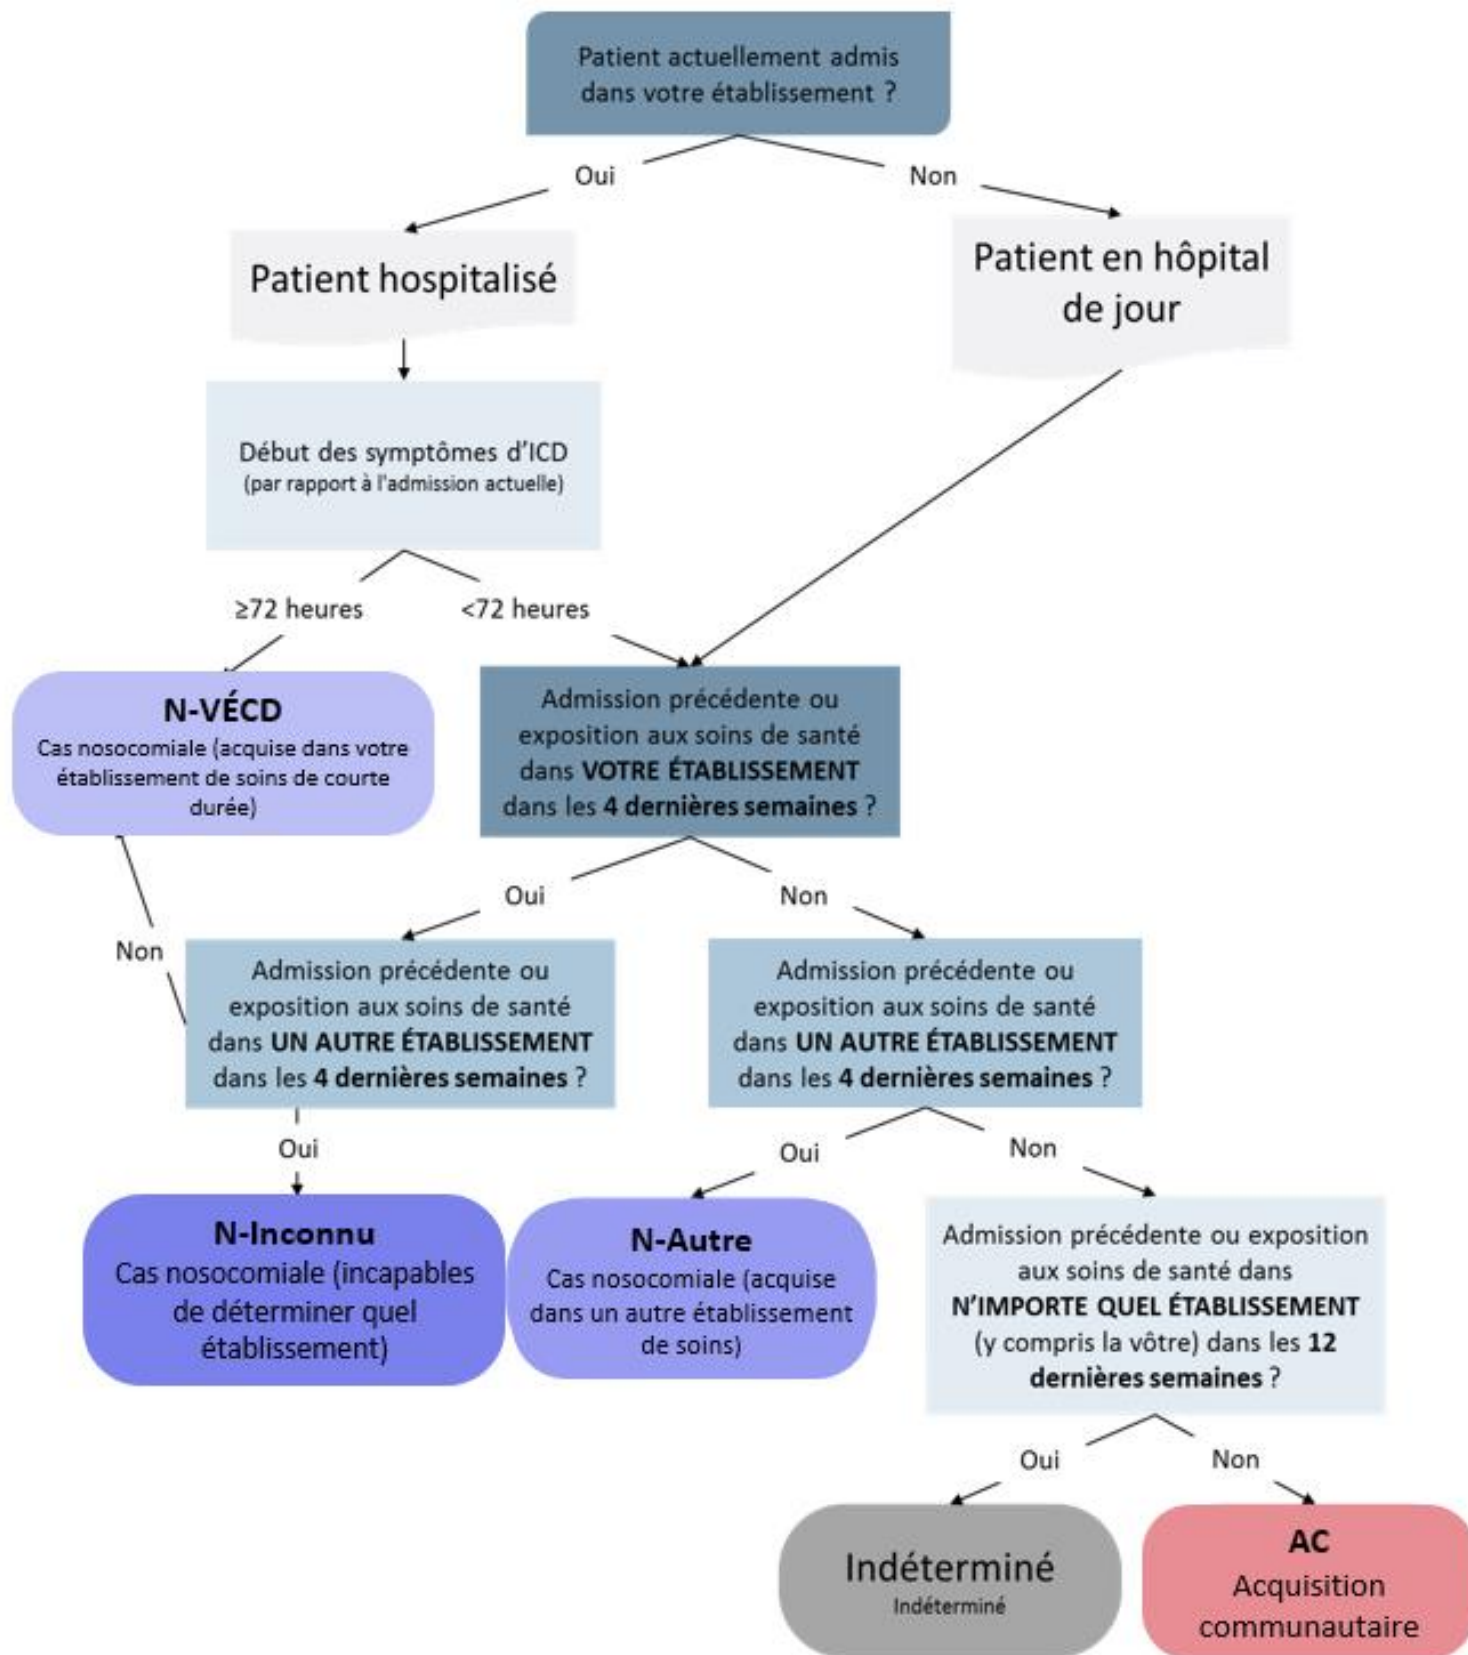 Patient actuellement admis
dans votre établissement ?
Oui
Non
Patient hospitalisé
Patient en hôpital
de jour
Début des symptômes d'ICD
(par rapport à l'admission actuelle)
≥72 heures
<72 heures
N-VÉCD
Cas nosocomiale (acquise dans votre
établissement de soins de courte
durée)
Admission précédente ou
exposition aux soins de santé
dans VOTRE ÉTABLISSEMENT
dans les 4 dernières semaines ?
Oui
Non
Non
Admission précédente ou
exposition aux soins de santé
dans UN AUTRE ÉTABLISSEMENT
dans les 4 dernières semaines ?
Admission précédente ou
exposition aux soins de santé
dans UN AUTRE ÉTABLISSEMENT
dans les 4 dernières semaines ?
Oui
Oui
Non
N-Inconnu
Cas nosocomiale (incapables
de déterminer quel
établissement)
N-Autre
Cas nosocomiale (acquise
dans un autre établissement
de soins)
Admission précédente ou exposition
aux soins de santé dans
N'IMPORTE QUEL ÉTABLISSEMENT
(y compris la vôtre) dans les 12
dernières semaines ?
Oui
Non
Indéterminé
Indéterminé
AC
Acquisition
communautaire